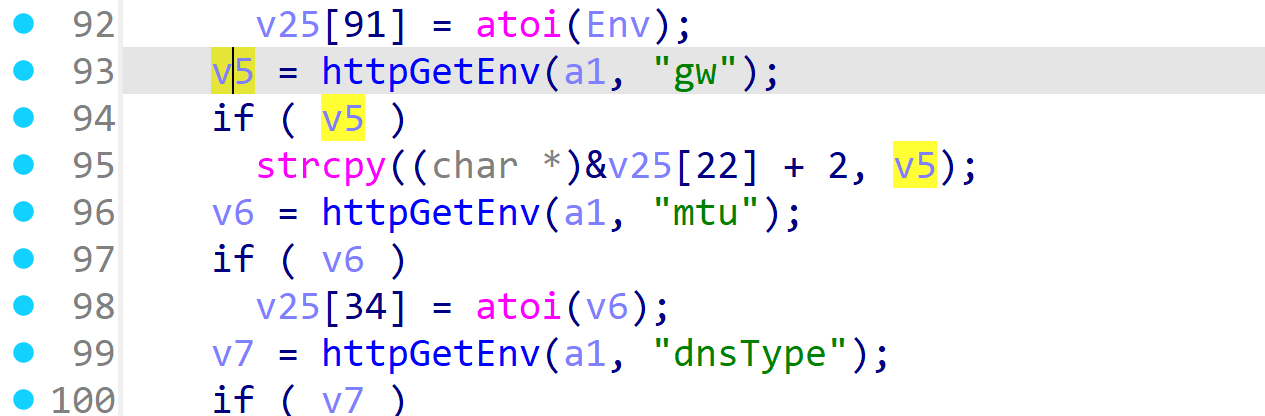 92 v25[91] = atoi(Env);
93 v5 = httpGetEnv(a1, "gw");
94 if ( v5 )
95 strcpy((char *)&v25[22] + 2, v5);
96 v6 = httpGetEnv(a1, "mtu");
97 if ( v6 )
98 v25[34] = atoi(v6);
99 v7 = httpGetEnv(a1, "dnsType");
100 if ( v7 )